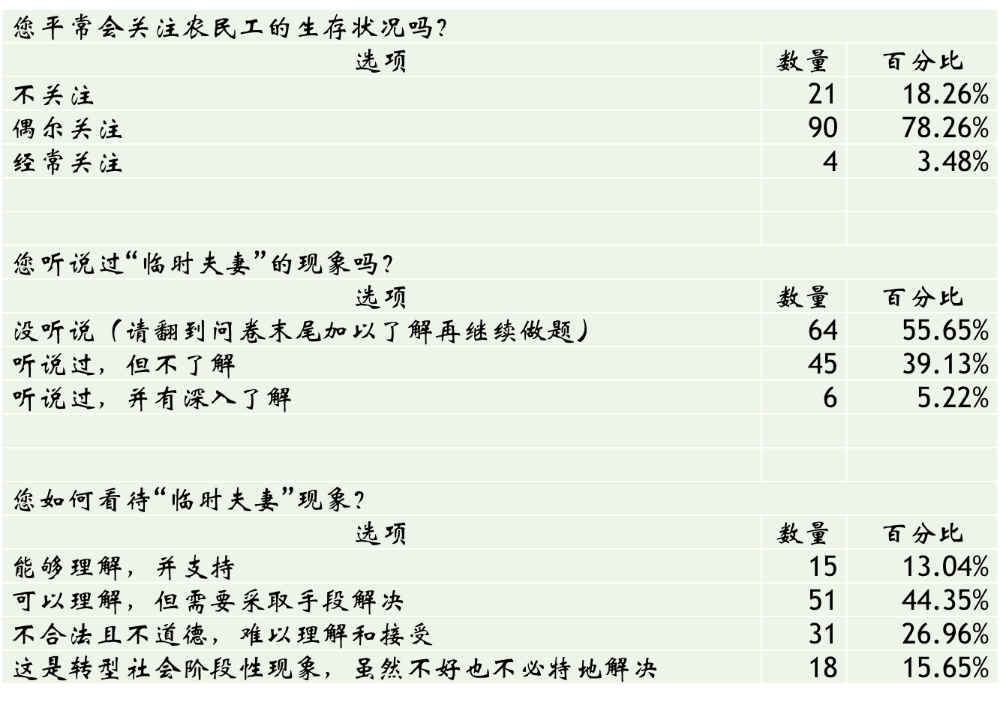 您平常会关注农民工的生存状况吗?
选项 数量 百分比
不关注 21 18.26%
偶尔关注 90 78.26%
经常关注 4 3.48%
您听说过“临时夫妻”的现象吗?
选项 数量 百分比
没听说（请翻到问卷末尾加以了解再继续做题） 64 55.65%
听说过，但不了解 45 39.13%
听说过，并有深入了解 6 5.22%
您如何看待“临时夫妻”现象?
选项 数量 百分比
能够理解，并支持 15 13.04%
可以理解，但需要采取手段解决 51 44.35%
不合法且不道德，难以理解和接受 31 26.96%
这是转型社会阶段性现象，虽然不好也不必特地解决 18 15.65%